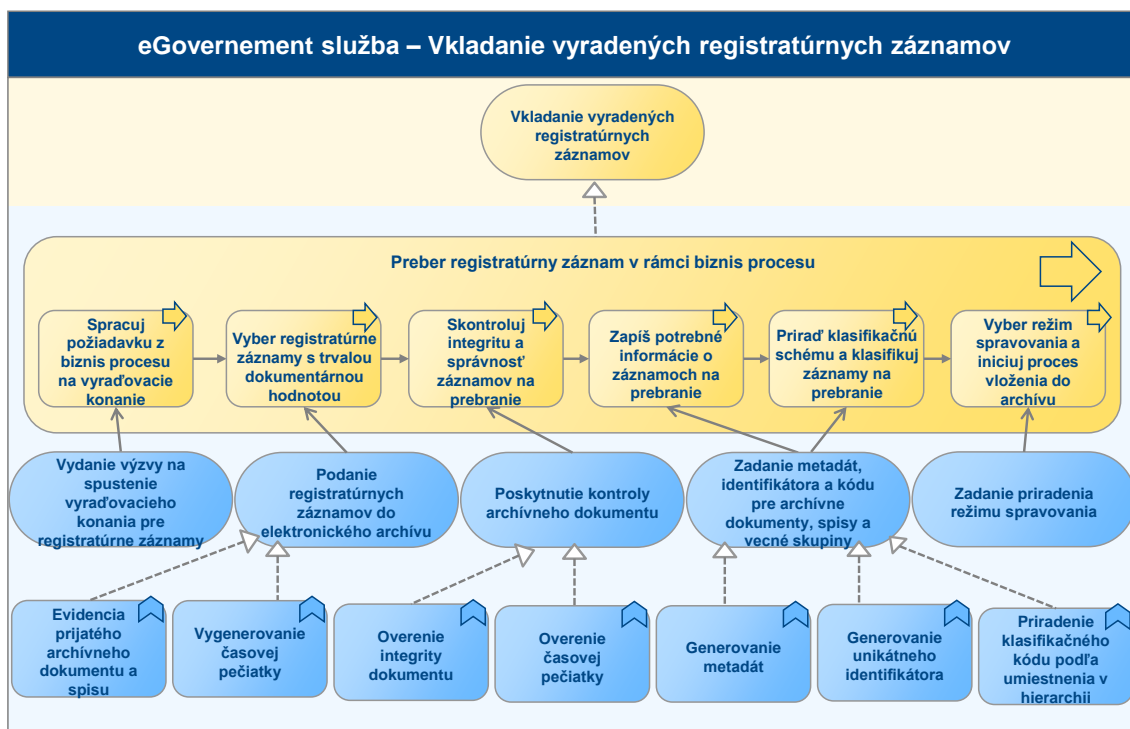 eGovernement služba – Vkladanie vyradených registratúrnych záznamov
Vkladanie vyradených
registratúrnych
záznamov
Preber registratúrny záznam v rámci biznis procesu
Spracuj
požiadavku z
biznis procesu
na vyraďovacie
konanie
Vyber registratúrne
záznamy s trvalou
dokumentárnou
hodnotou
Skontroluj
integritu a
správnosť
záznamov na
prebranie
Zapíš potrebné
informácie o
záznamoch na
prebranie
Priraď klasifikačnú
schému a klasifikuj
záznamy na
prebranie
Vyber režim
spravovania a
iniciuj proces
vloženia do
archívu
Vydanie výzvy na
spustenie
vyraďovacieho
konania pre
registratúrne záznamy
Podanie
registratúrnych
záznamov do
elektronického archívu
Poskytnutie kontroly
archívneho dokumentu
Zadanie metadát,
identifikátora a kódu
pre archívne
dokumenty, spisy a
vecné skupiny
Zadanie priradenia
režimu spravovania
Evidencia
prijatého
archívneho
dokumentu a
spisu
Vygenerovanie
časovej
pečiatky
Overenie
integrity
dokumentu
Overenie
časovej
pečiatky
Generovanie
metadát
Generovanie
unikátneho
identifikátora
Priradenie
klasifikačného
kódu podľa
umiestnenia v
hierarchii